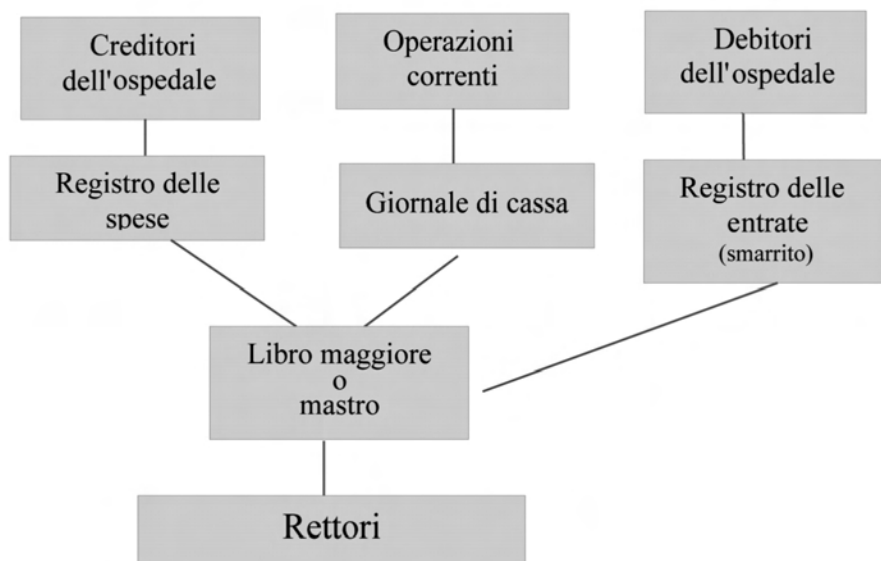 Creditori
dell'ospedale
Operazioni
correnti
Debitori
dell'ospedale
Registro delle
spese
Giornale di cassa
Registro delle
entrate
(smarrito)
Libro maggiore
o
mastro
Rettori